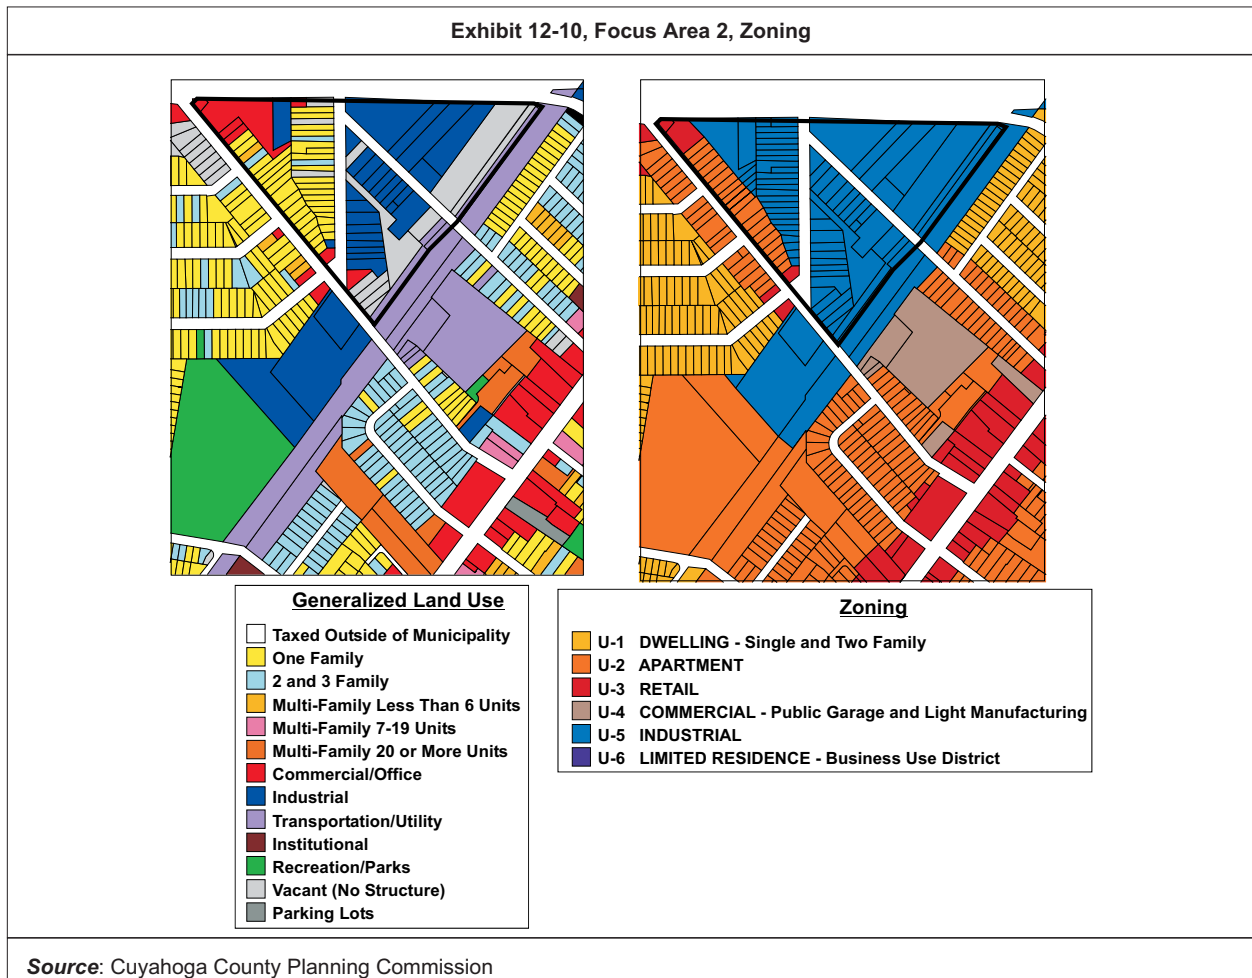 Exhibit 12-10, Focus Area 2, Zoning
Generalized Land Use
Taxed Outside of Municipality
One Family
2 and 3 Family
Multi-Family Less Than 6 Units
Multi-Family 7-19 Units
Multi-Family 20 or More Units
Commercial/Office
Industrial
Transportation/Utility
Institutional
Recreation/Parks
Vacant (No Structure)
Parking Lots
Zoning
U-1 DWELLING - Single and Two Family
U-2 APARTMENT
U-3 RETAIL
U-4 COMMERCIAL - Public Garage and Light Manufacturing
U-5 INDUSTRIAL
U-6 LIMITED RESIDENCE - Business Use District
Source: Cuyahoga County Planning Commission